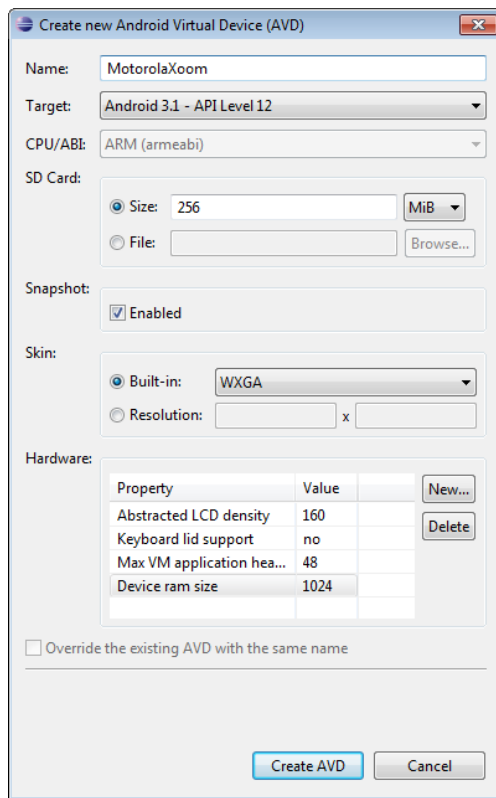 Create new Android Virtual Device (AVD)
Name: MotorolaXoom
Target: Android 3.1 - API Level 12
CPU/ABI: ARM (armeabi)
SD Card:
Size: 256 MiB
File: Browse...
Snapshot:
Enabled
Skin:
Built-in: WXGA
Resolution: x
Hardware:
Property Value New...
Abstracted LCD density 160
Keyboard lid support no Delete
Max VM application hea... 48
Device ram size 1024
Override the existing AVD with the same name
Create AVD Cancel